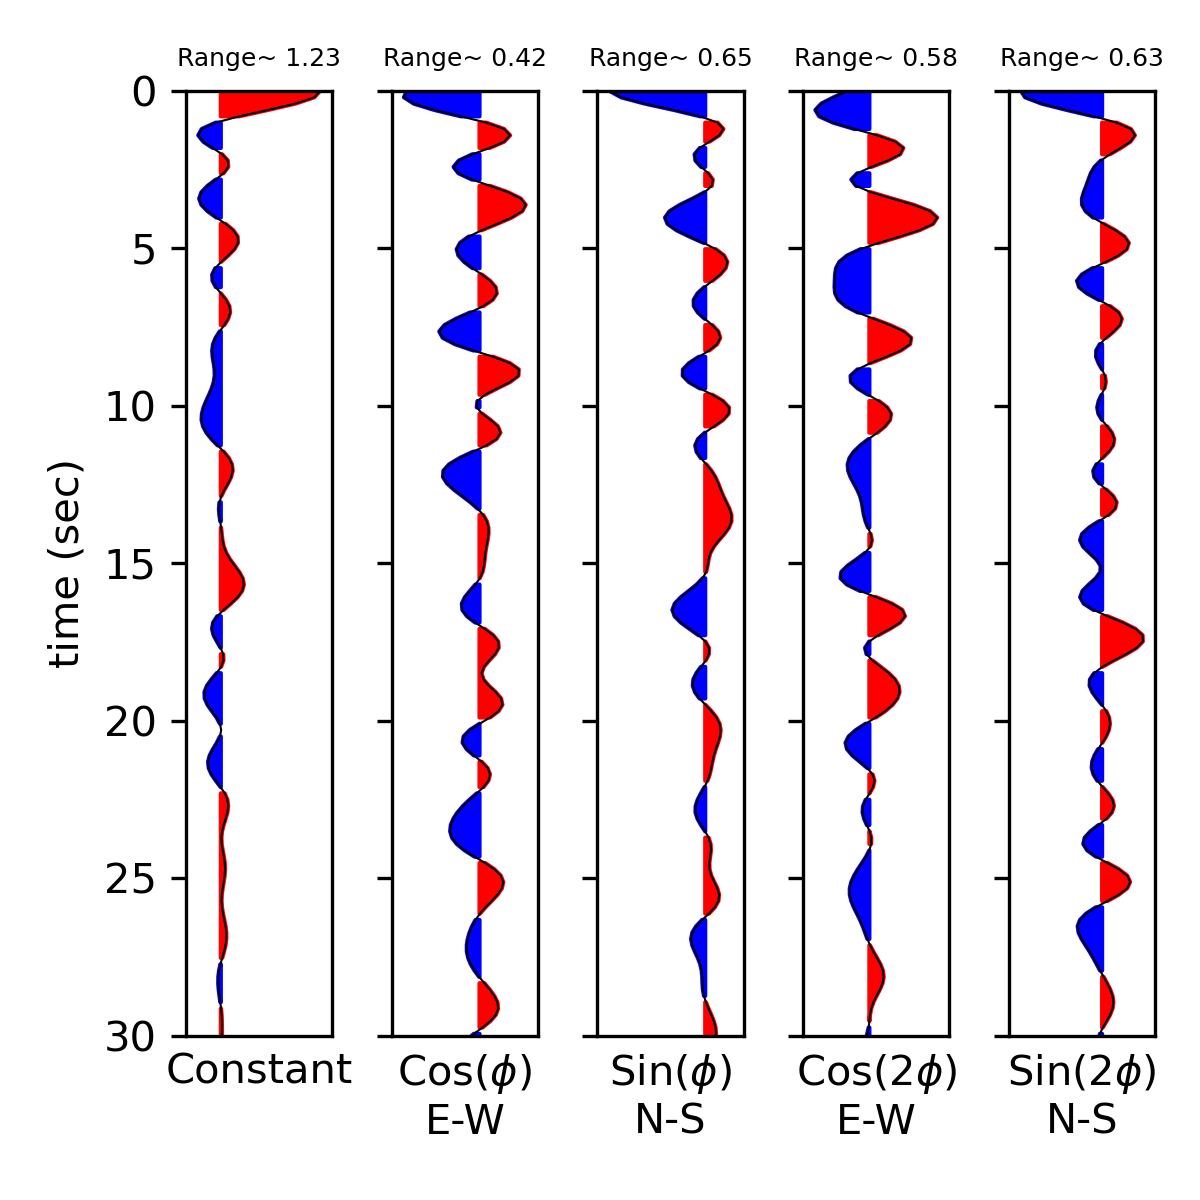 Range~ 1.23 Range~ 0.42 Range~ 0.65 Range~ 0.58 Range~ 0.63
0
5
10
15
20
25
30
time (sec)
Constant Cos(ϕ) Sin(ϕ) Cos(2ϕ) Sin(2ϕ)
E-W N-S E-W N-S